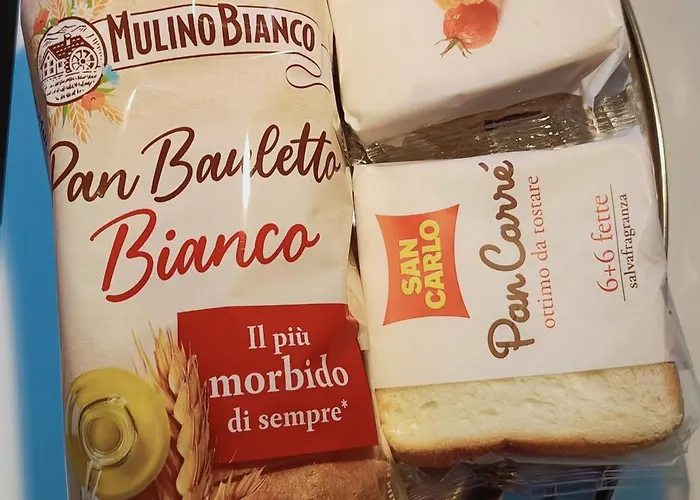 MULINO BIANCO
Pan Bauletto
Bianco
Il più
morbido
di sempre*
SAN
CARLO
Pan Carré
ottimo da tostare
6+6 fette
salvafragranza